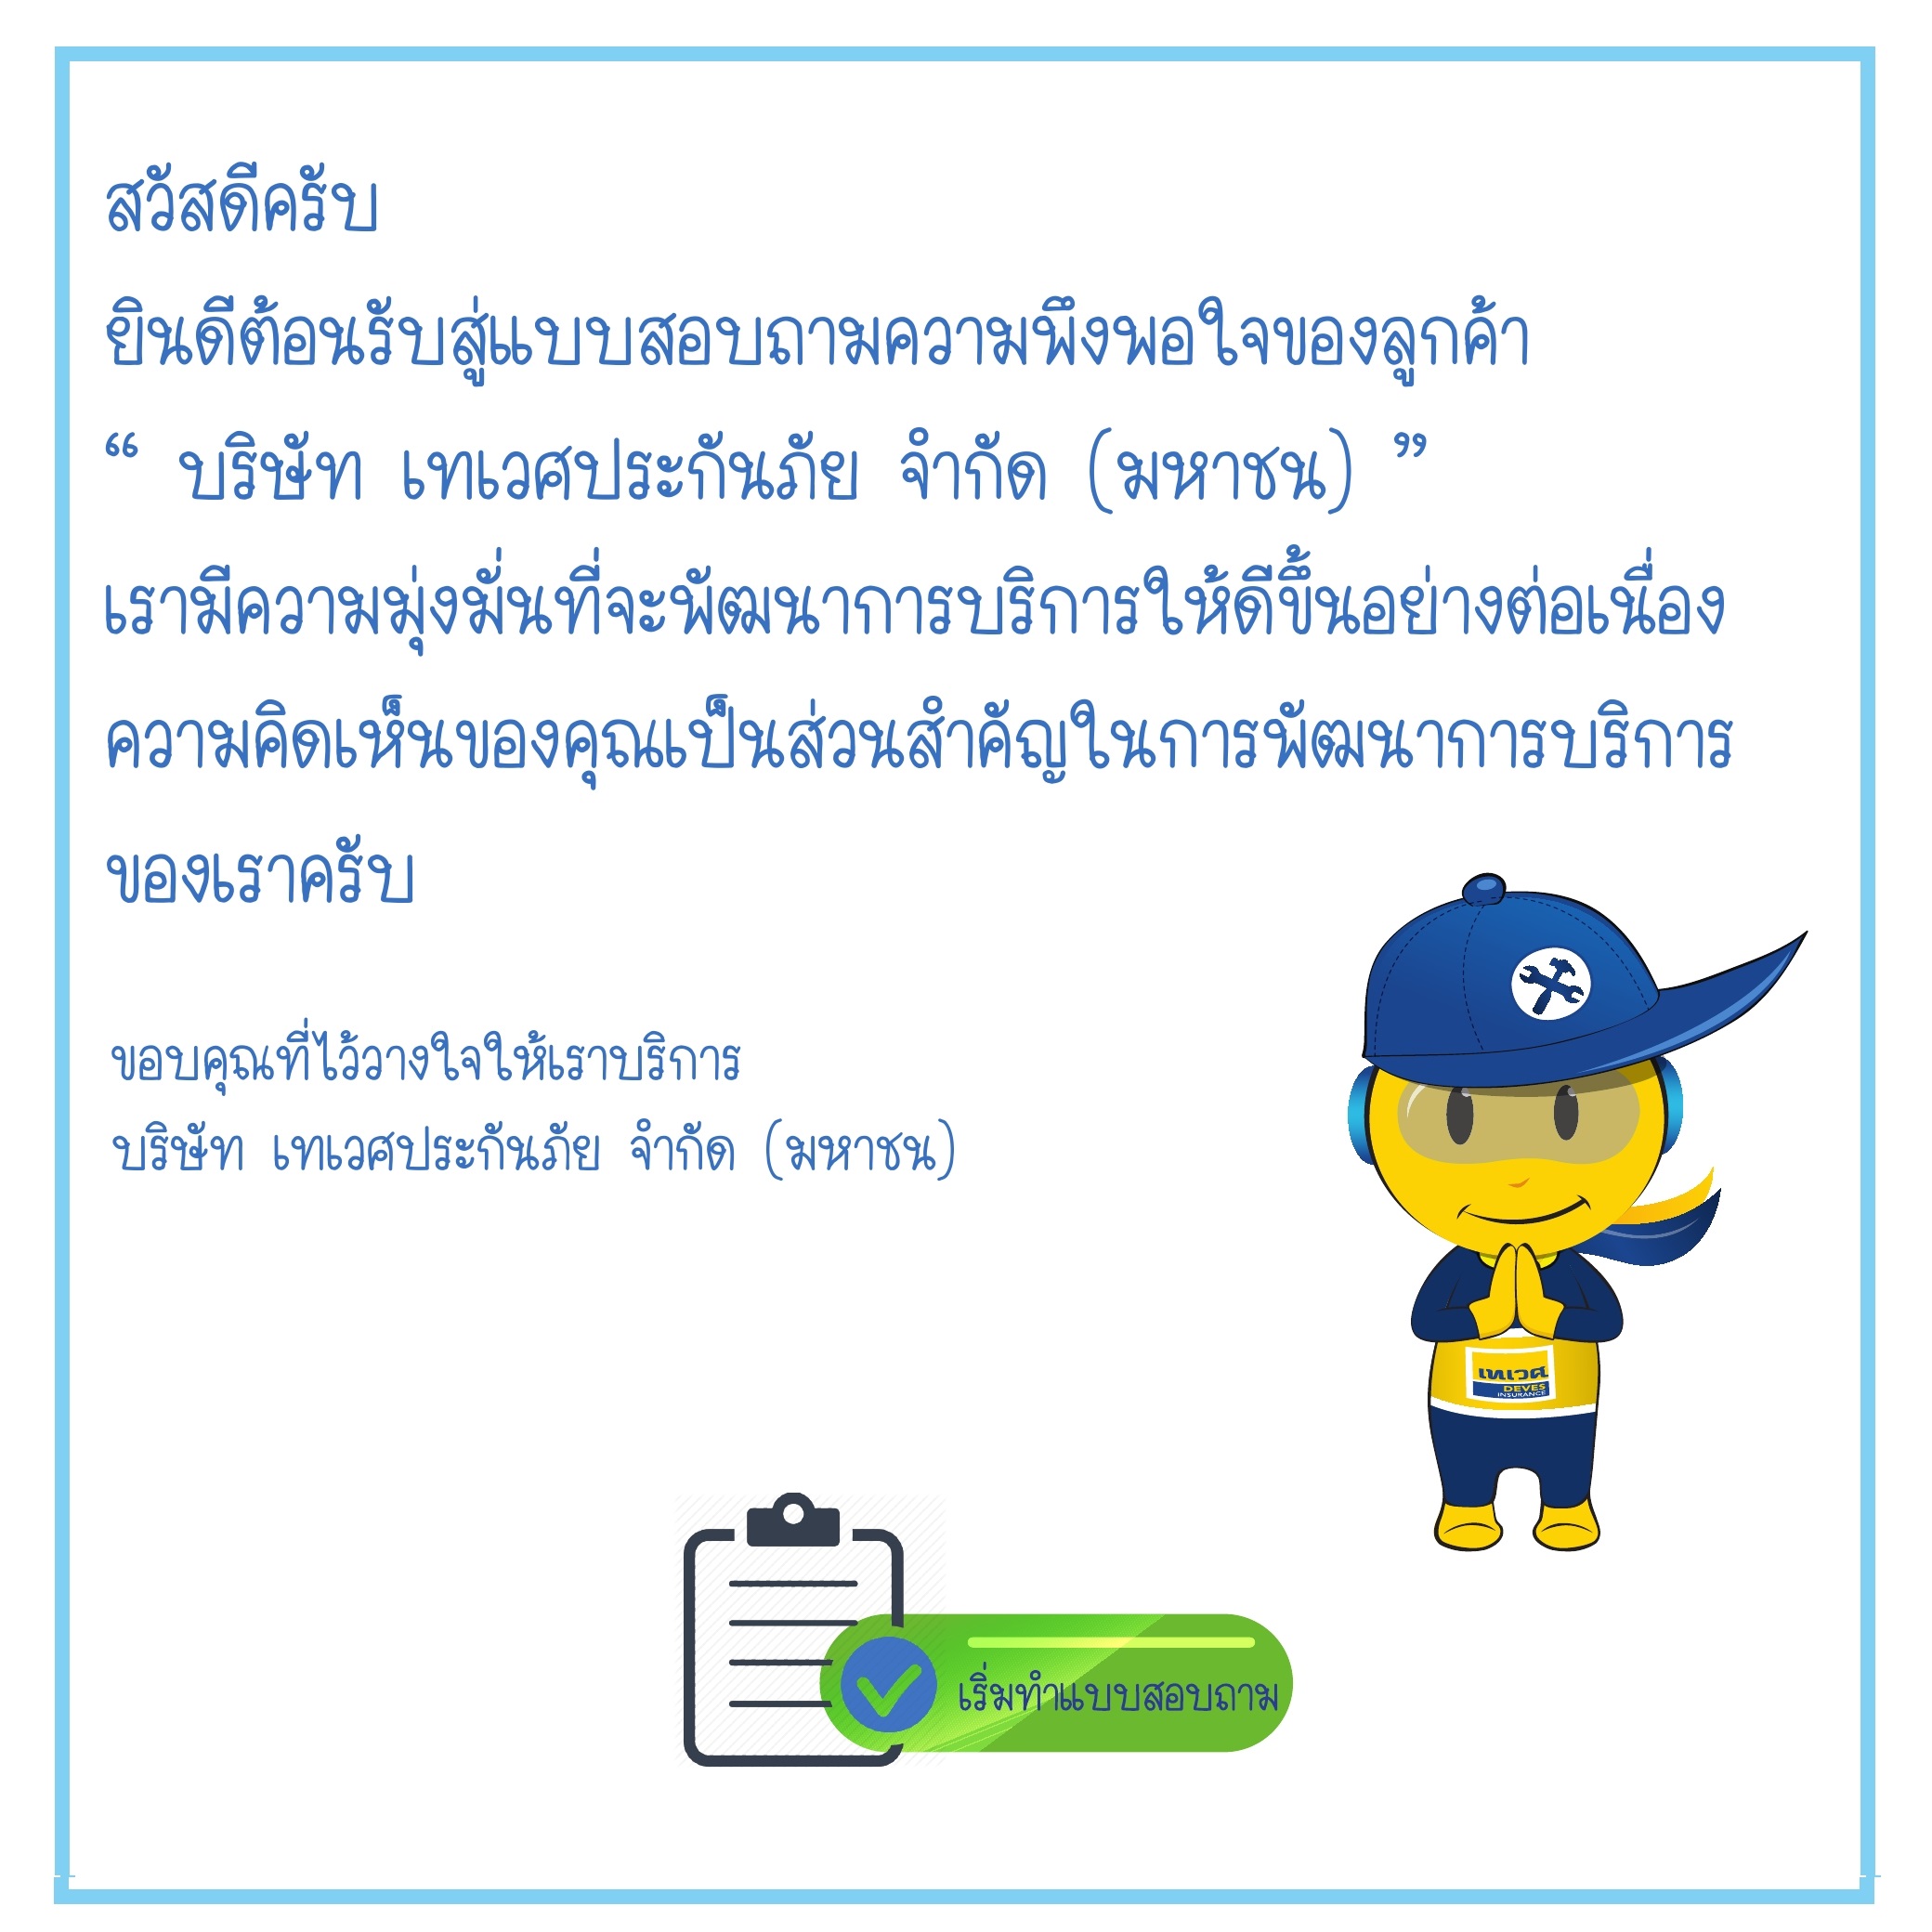 สวัสดีครับ
ยินดีต้อนรับสู่แบบสอบถามความพึงพอใจของลูกค้า
“ บริษัท เทเวศประกันภัย จำกัด (มหาชน) ”
เรามีความมุ่งมั่นที่จะพัฒนาการบริการให้ดีขึ้นอย่างต่อเนื่อง
ความคิดเห็นของคุณเป็นส่วนสำคัญในการพัฒนาการบริการ
ของเราครับ
ขอบคุณที่ไว้วางใจให้เราบริการ
บริษัท เทเวศประกันภัย จำกัด (มหาชน)
เทเวศ
DEVES
INSURANCE
เริ่มทำแบบสอบถาม